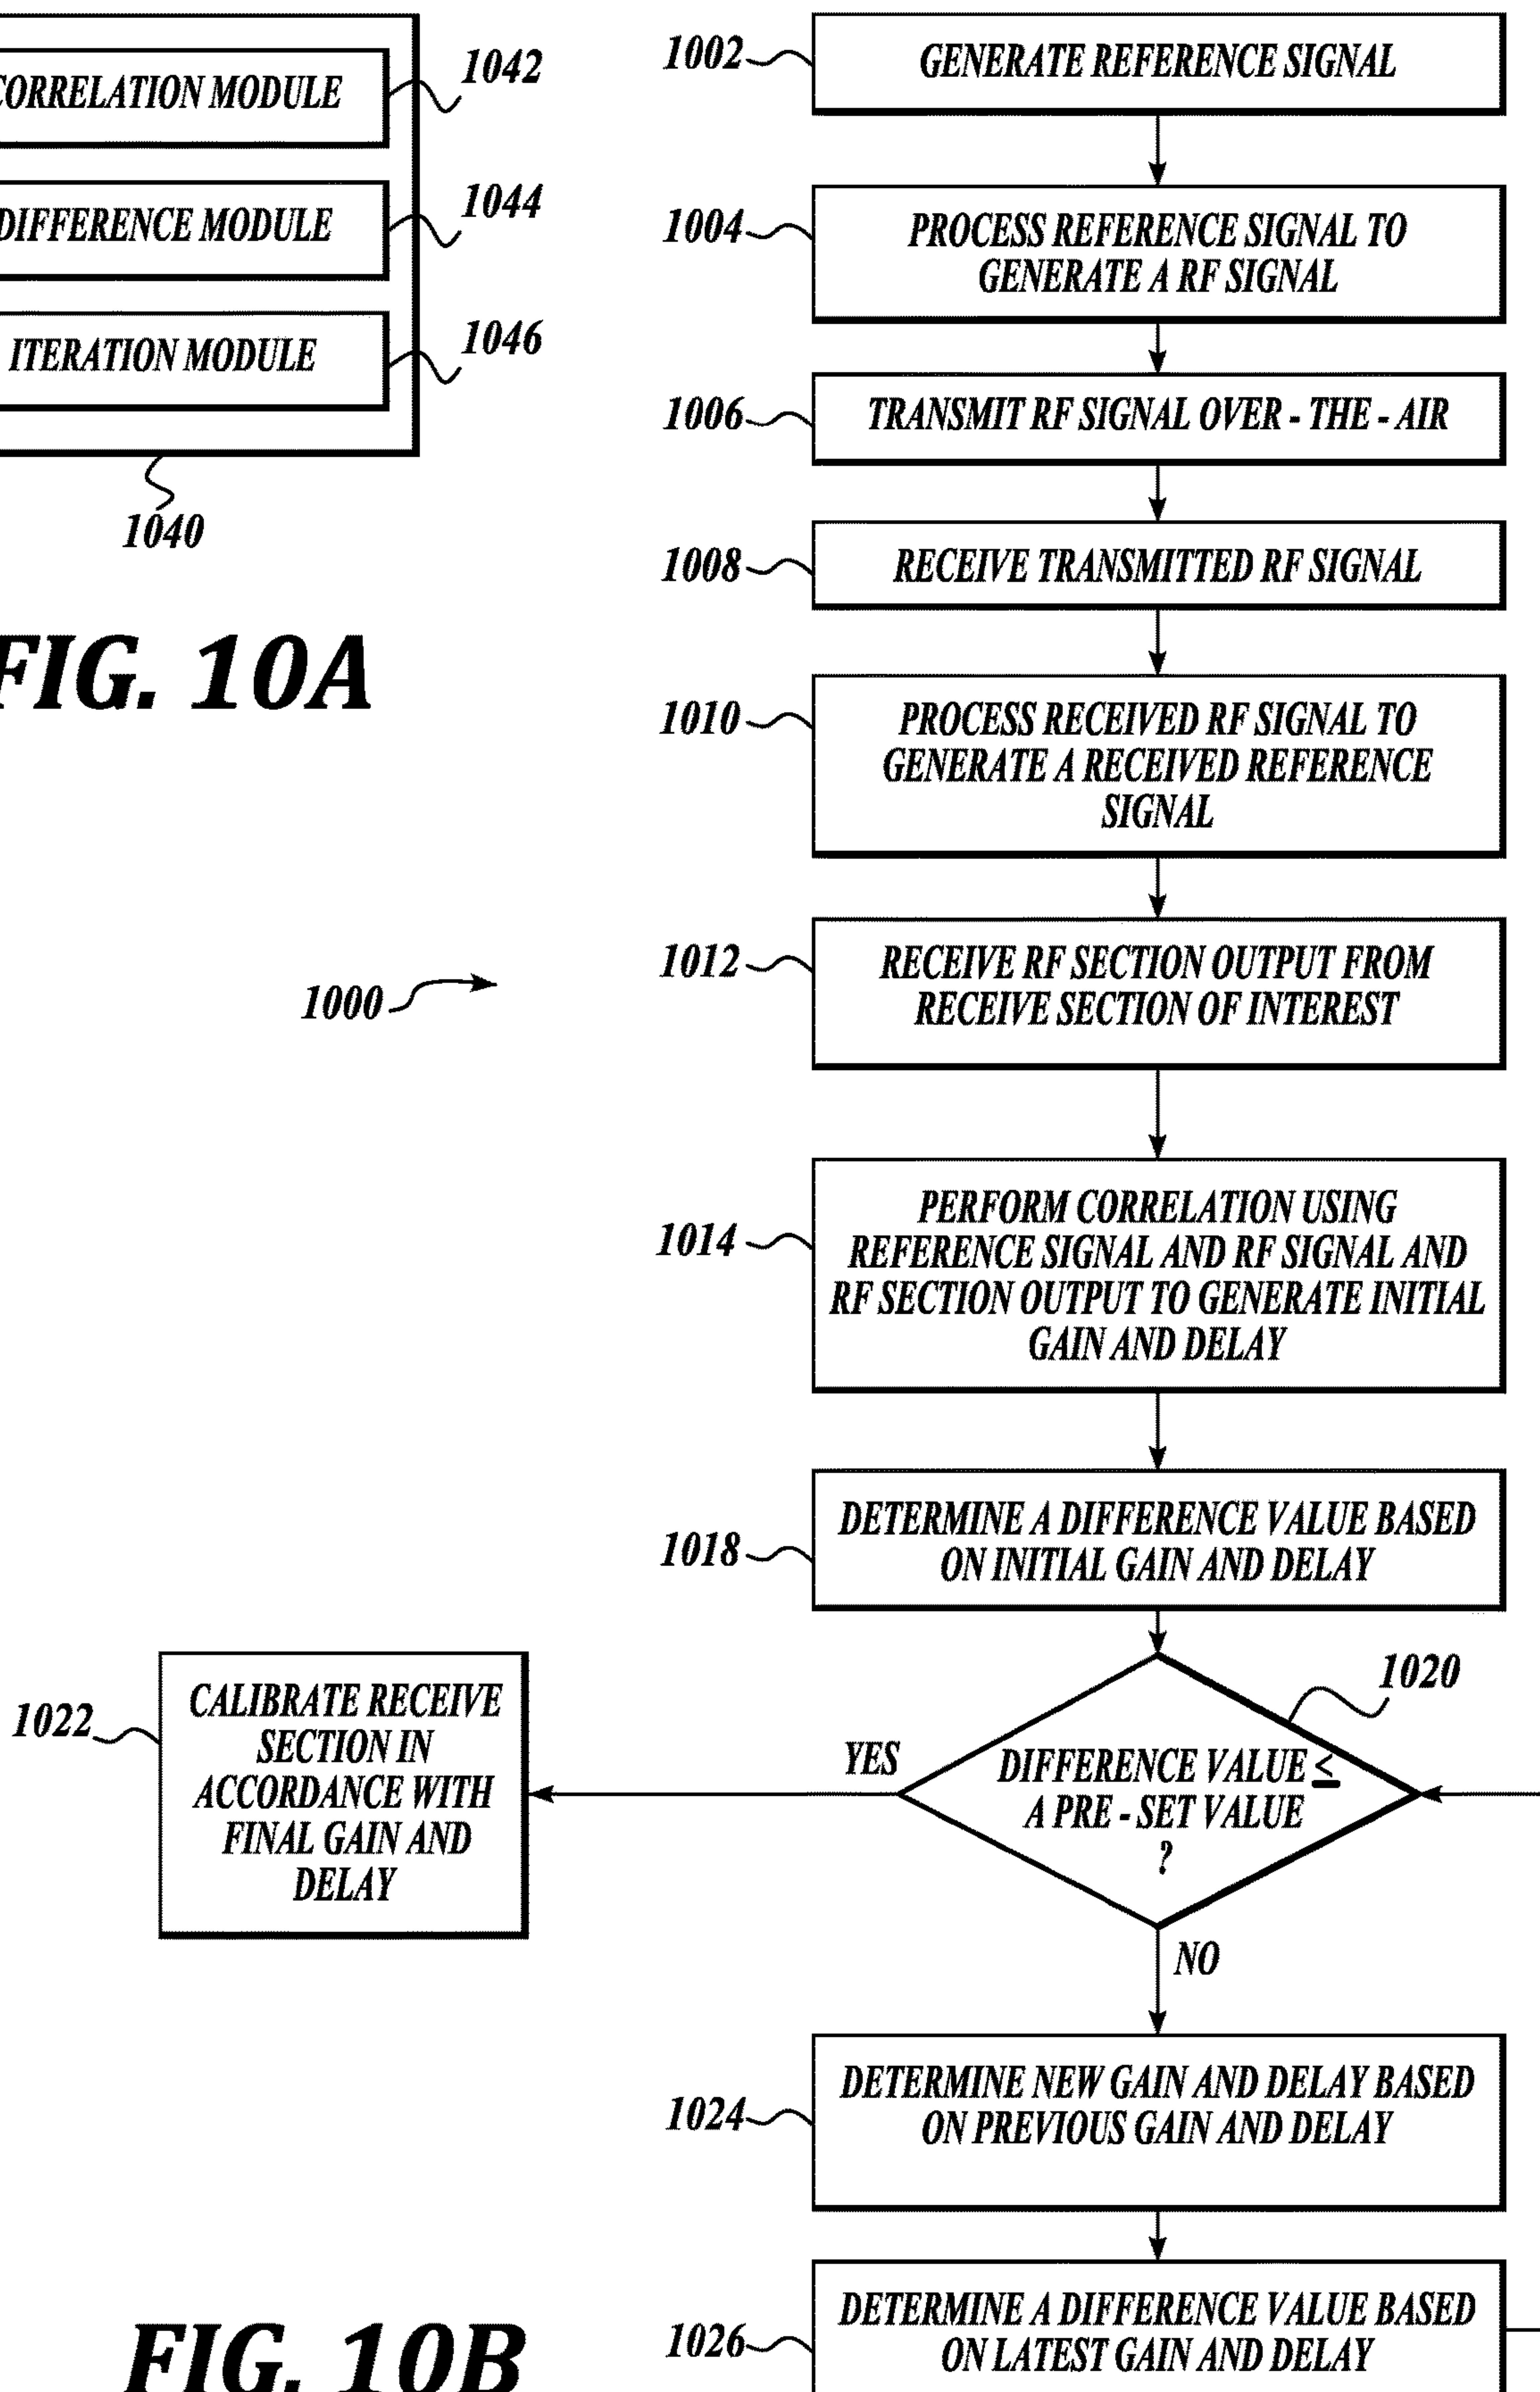 CORRELATION MODULE
1042
DIFFERENCE MODULE
1044
ITERATION MODULE
1046
1040
FIG. 10A
1002
GENERATE REFERENCE SIGNAL
1004
PROCESS REFERENCE SIGNAL TO
GENERATE A RF SIGNAL
1006
TRANSMIT RF SIGNAL OVER - THE - AIR
1008
RECEIVE TRANSMITTED RF SIGNAL
1010
PROCESS RECEIVED RF SIGNAL TO
GENERATE A RECEIVED REFERENCE
SIGNAL
1000
1012
RECEIVE RF SECTION OUTPUT FROM
RECEIVE SECTION OF INTEREST
1014
PERFORM CORRELATION USING
REFERENCE SIGNAL AND RF SIGNAL AND
RF SECTION OUTPUT TO GENERATE INITIAL
GAIN AND DELAY
1018
DETERMINE A DIFFERENCE VALUE BASED
ON INITIAL GAIN AND DELAY
1020
DIFFERENCE VALUE ≤
A PRE - SET VALUE
?
YES
1022
CALIBRATE RECEIVE
SECTION IN
ACCORDANCE WITH
FINAL GAIN AND
DELAY
NO
1024
DETERMINE NEW GAIN AND DELAY BASED
ON PREVIOUS GAIN AND DELAY
1026
DETERMINE A DIFFERENCE VALUE BASED
ON LATEST GAIN AND DELAY
FIG. 10B